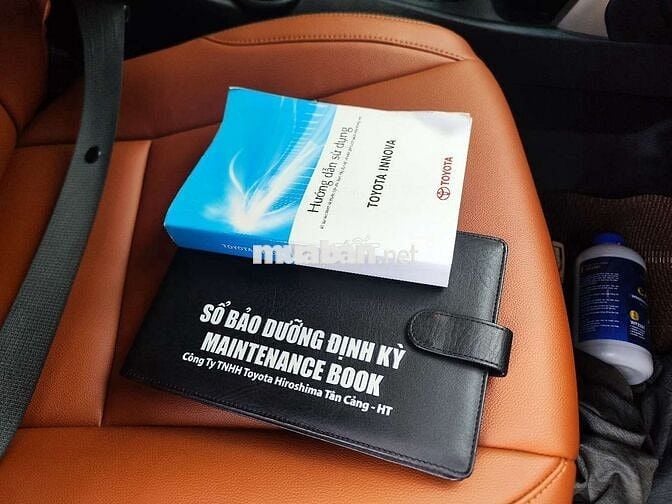 Hướng dẫn sử dụng
TOYOTA INNOVA
TOYOTA
TOYOTA
muaban.net
SỔ BẢO DƯỠNG ĐỊNH KỲ
MAINTENANCE BOOK
Công Ty TNHH Toyota Hiroshima Tân Cảng - HT